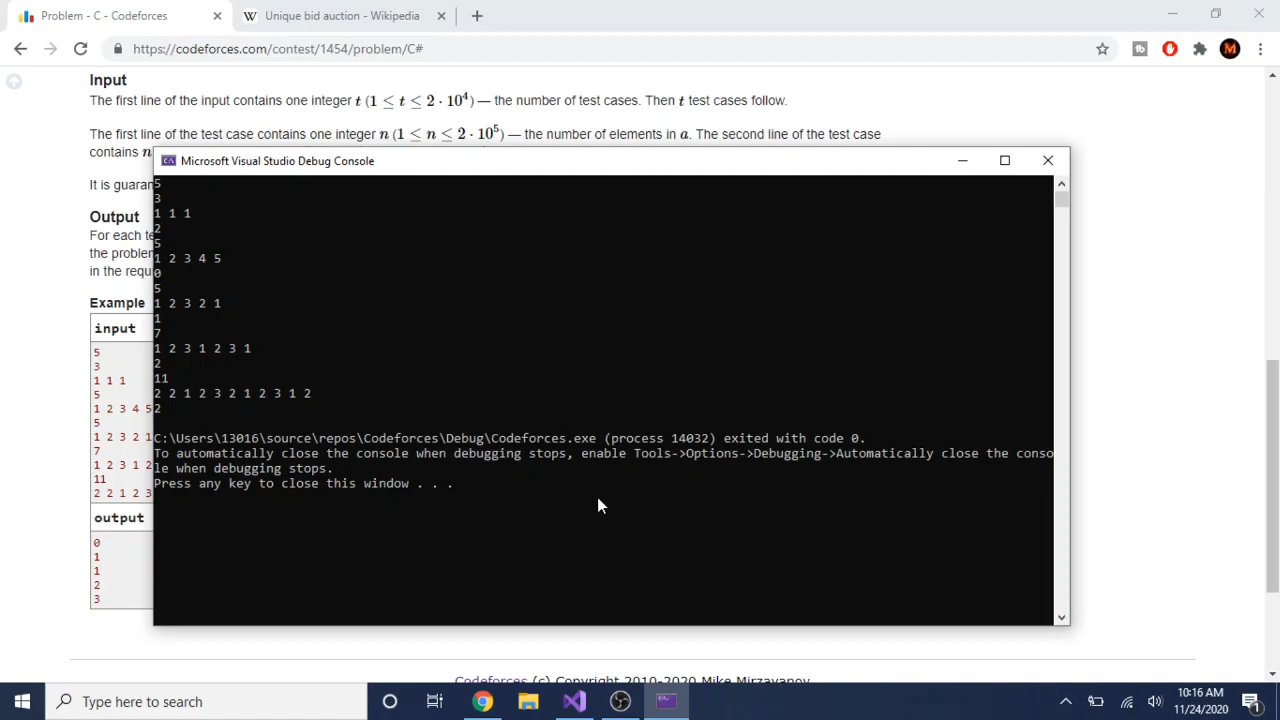 Problem - C - Codeforces
Unique bid auction - Wikipedia
https://codeforces.com/contest/1454/problem/C#
Input
The first line of the input contains one integer t (1 ≤ t ≤ 2 · 10^4) — the number of test cases. Then t test cases follow.
The first line of the test case contains one integer n (1 ≤ n ≤ 2 · 10^5) — the number of elements in a. The second line of the test case
contains n
It is guaran
Output
For each te
the problem
in the requ
Example
input
5
3
1 1 1
5
1 2 3 4 5
5
1 2 3 2 1
7
1 2 3 1 2
11
2 2 1 2 3
output
0
1
1
2
3
Microsoft Visual Studio Debug Console
5
3
1 1 1
2
5
1 2 3 4 5
0
5
1 2 3 2 1
1
7
1 2 3 1 2 3 1
2
11
2 2 1 2 3 2 1 2 3 1 2
2
C:\Users\13016\source\repos\Codeforces\Debug\Codeforces.exe (process 14032) exited with code 0.
To automatically close the console when debugging stops, enable Tools->Options->Debugging->Automatically close the conso
le when debugging stops.
Press any key to close this window . . .
Codeforces (c) Copyright 2010-2020 Mike Mirzayanov
Type here to search
10:16 AM
11/24/2020